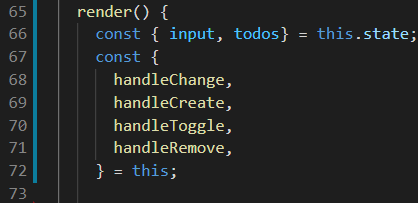 65 render() {
66 const { input, todos} = this.state;
67 const {
68 handleChange,
69 handleCreate,
70 handleToggle,
71 handleRemove,
72 } = this;
73